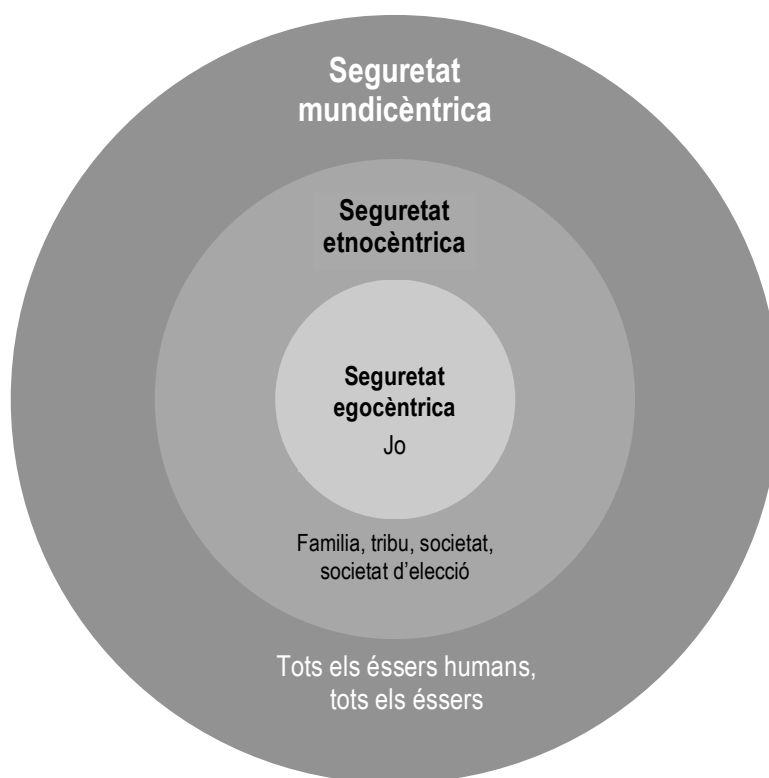 Seguretat
mundicèntrica
Seguretat
etnocèntrica
Seguretat
egocèntrica
Jo
Familia, tribu, societat,
societat d’elecció
Tots els éssers humans,
tots els éssers